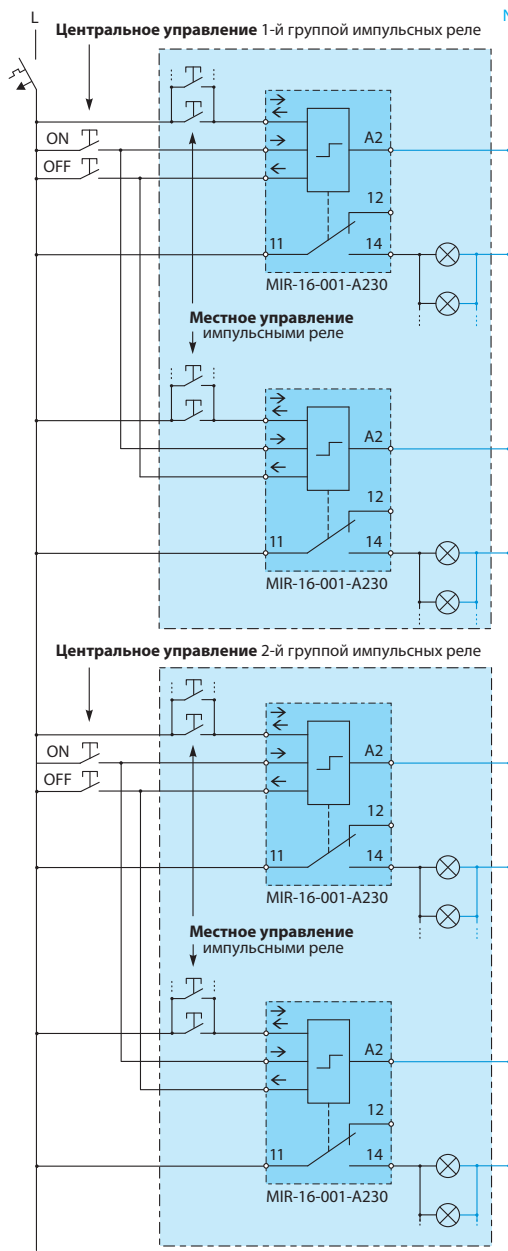 L
N
Центральное управление 1-й группой импульсных реле
ON
A2
OFF
12
11
14
MIR-16-001-A230
Местное управление
импульсными реле
A2
12
11
14
MIR-16-001-A230
Центральное управление 2-й группой импульсных реле
ON
A2
OFF
12
11
14
MIR-16-001-A230
Местное управление
импульсными реле
A2
12
11
14
MIR-16-001-A230